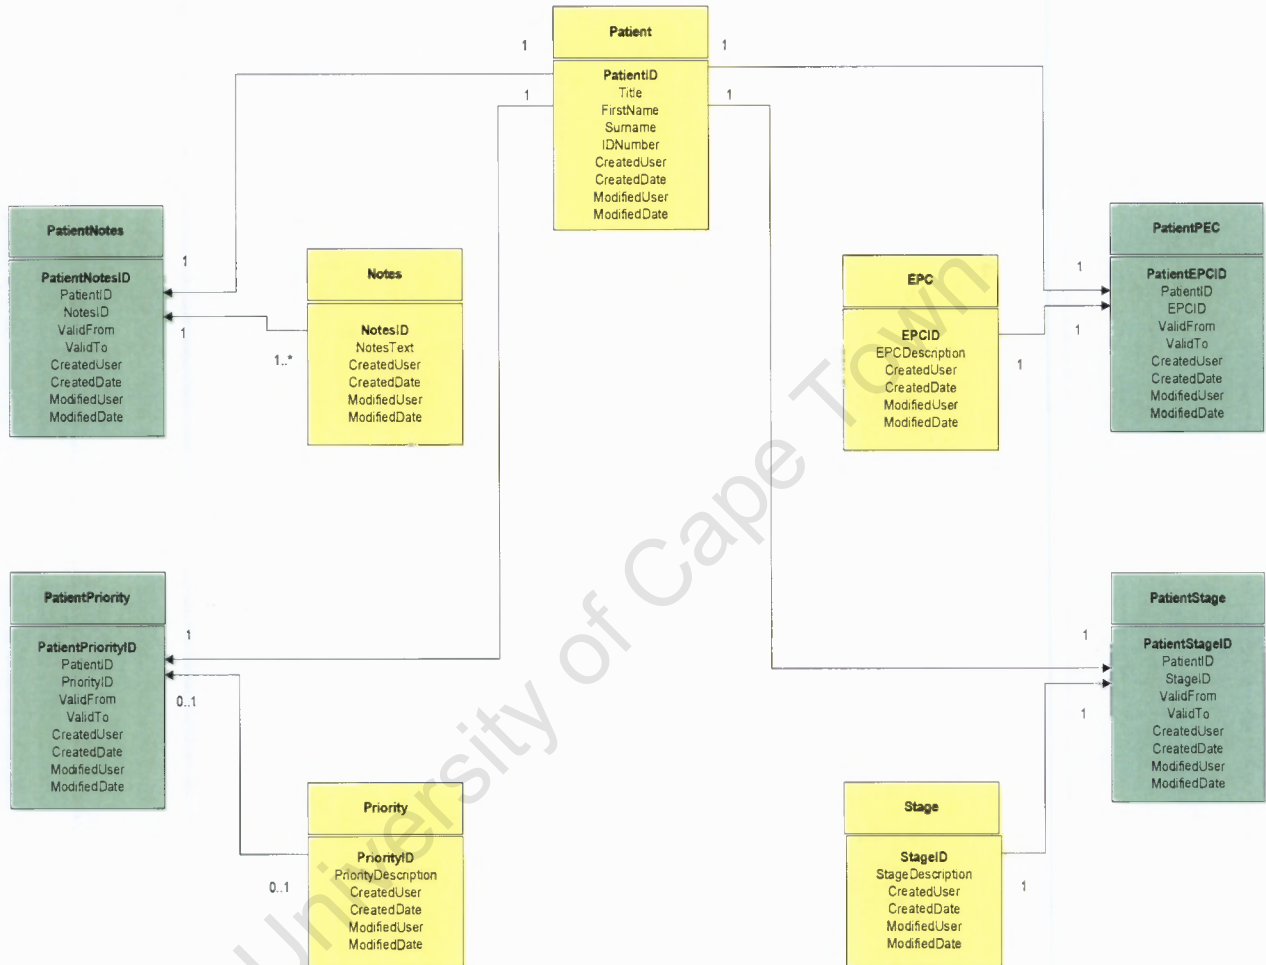 Patient
PatientID
Title
FirstName
Surname
IDNumber
CreatedUser
CreatedDate
ModifiedUser
ModifiedDate
1
1
1
1
PatientNotes
PatientNotesID
PatientID
NotesID
ValidFrom
ValidTo
CreatedUser
CreatedDate
ModifiedUser
ModifiedDate
1
1
Notes
NotesID
NotesText
CreatedUser
CreatedDate
ModifiedUser
ModifiedDate
1..*
EPC
EPCID
EPCDescription
CreatedUser
CreatedDate
ModifiedUser
ModifiedDate
1
PatientPEC
PatientEPCID
PatientID
EPCID
ValidFrom
ValidTo
CreatedUser
CreatedDate
ModifiedUser
ModifiedDate
1
1
PatientPriority
PatientPriorityID
PatientID
PriorityID
ValidFrom
ValidTo
CreatedUser
CreatedDate
ModifiedUser
ModifiedDate
1
0..1
Priority
PriorityID
PriorityDescription
CreatedUser
CreatedDate
ModifiedUser
ModifiedDate
0..1
Stage
StageID
StageDescription
CreatedUser
CreatedDate
ModifiedUser
ModifiedDate
1
PatientStage
PatientStageID
PatientID
StageID
ValidFrom
ValidTo
CreatedUser
CreatedDate
ModifiedUser
ModifiedDate
1
1
University of Cape Town